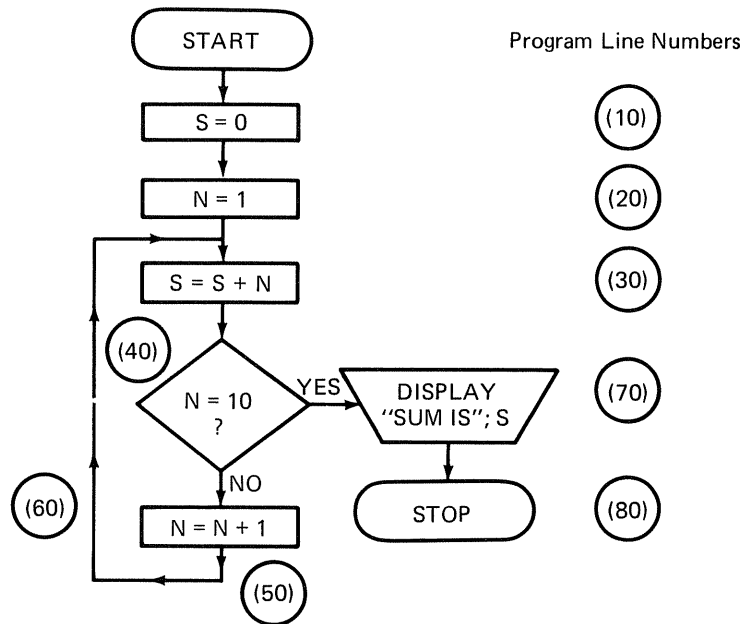 START
Program Line Numbers
S = 0
(10)
N = 1
(20)
S = S + N
(30)
(40)
N = 10
?
YES
DISPLAY
“SUM IS”; S
(70)
NO
(60)
N = N + 1
STOP
(80)
(50)